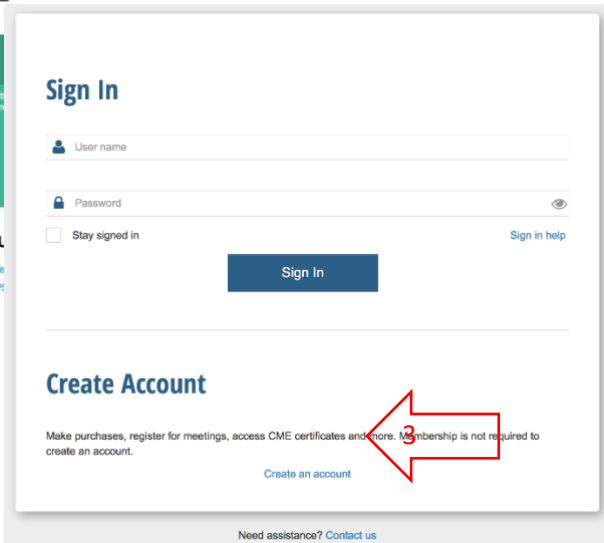 Sign In
User name
Password
Stay signed in
Sign in help
Sign In
Create Account
Make purchases, register for meetings, access CME certificates and more. Membership is not required to
create an account.
3
Create an account
Need assistance? Contact us